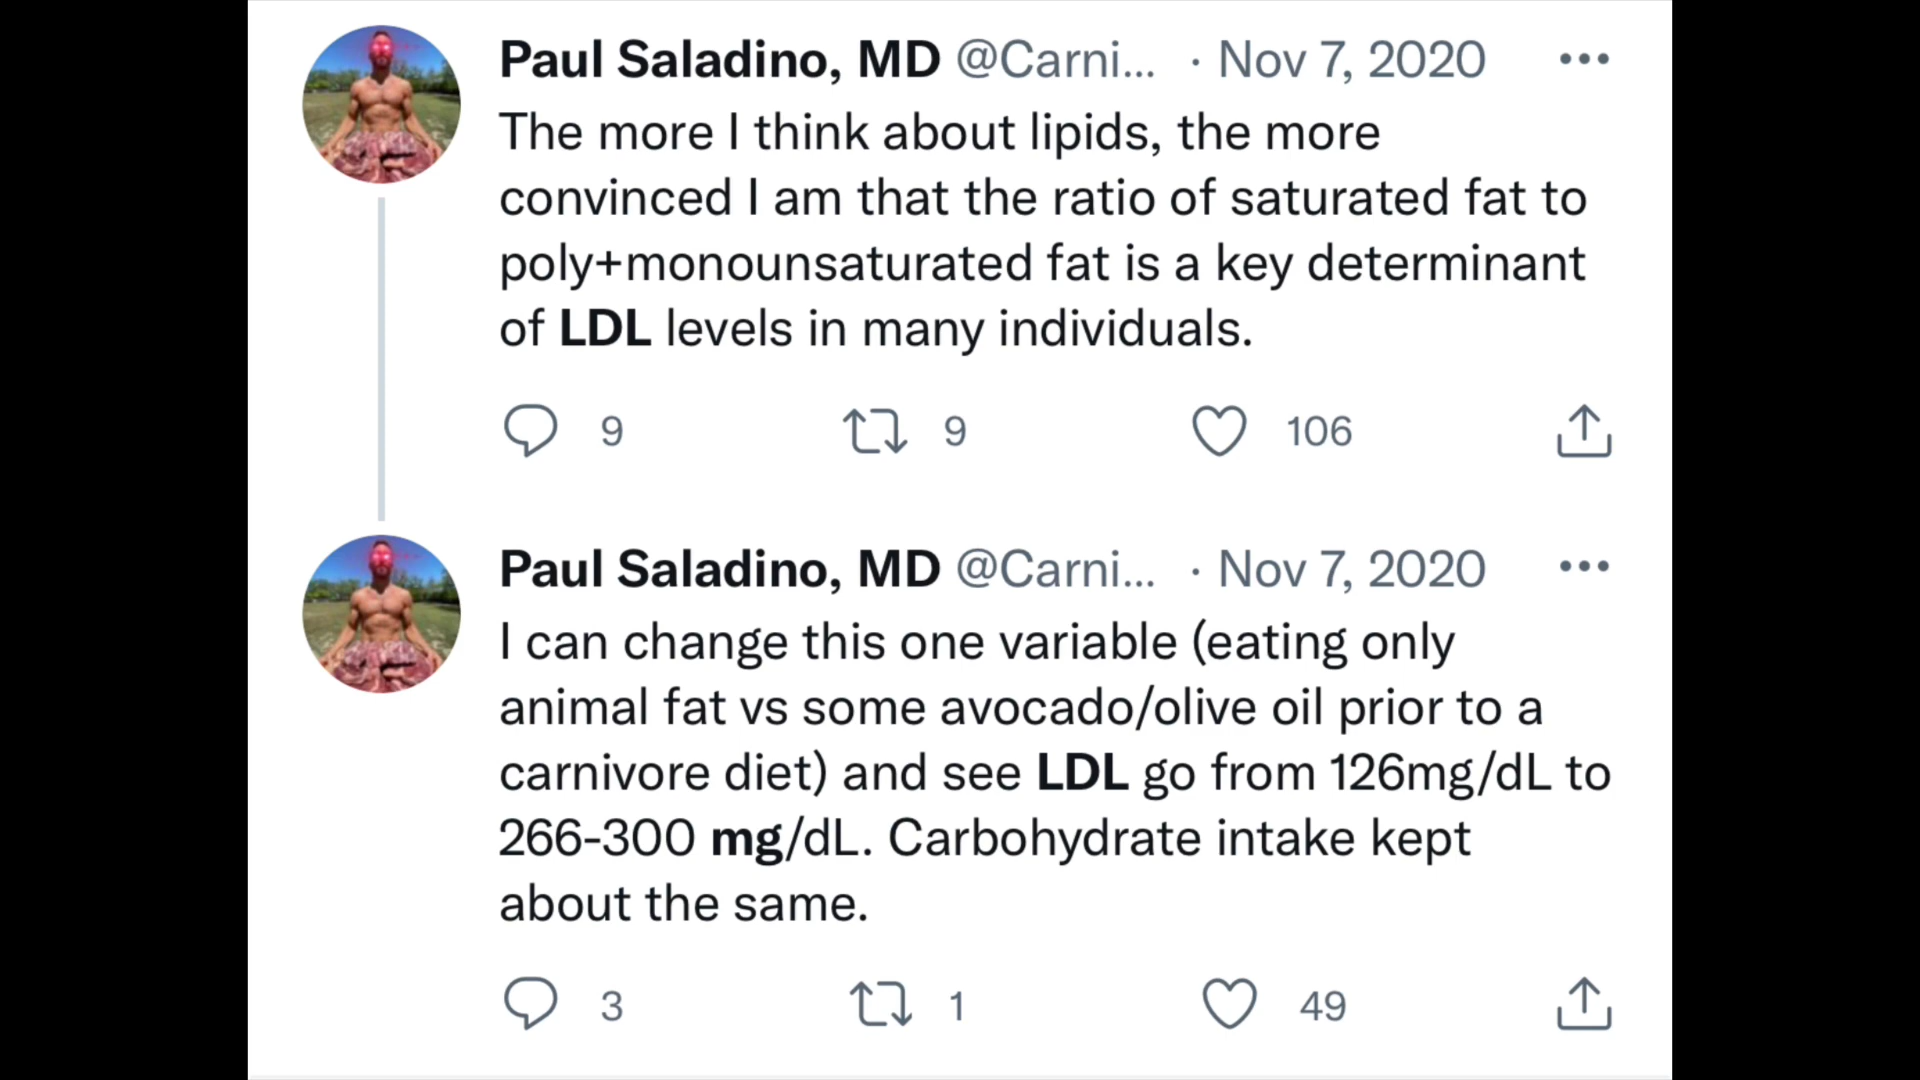 Paul Saladino, MD @Carni... · Nov 7, 2020
The more I think about lipids, the more
convinced I am that the ratio of saturated fat to
poly+monounsaturated fat is a key determinant
of LDL levels in many individuals.
9 9 106
Paul Saladino, MD @Carni... · Nov 7, 2020
I can change this one variable (eating only
animal fat vs some avocado/olive oil prior to a
carnivore diet) and see LDL go from 126mg/dL to
266-300 mg/dL. Carbohydrate intake kept
about the same.
3 1 49